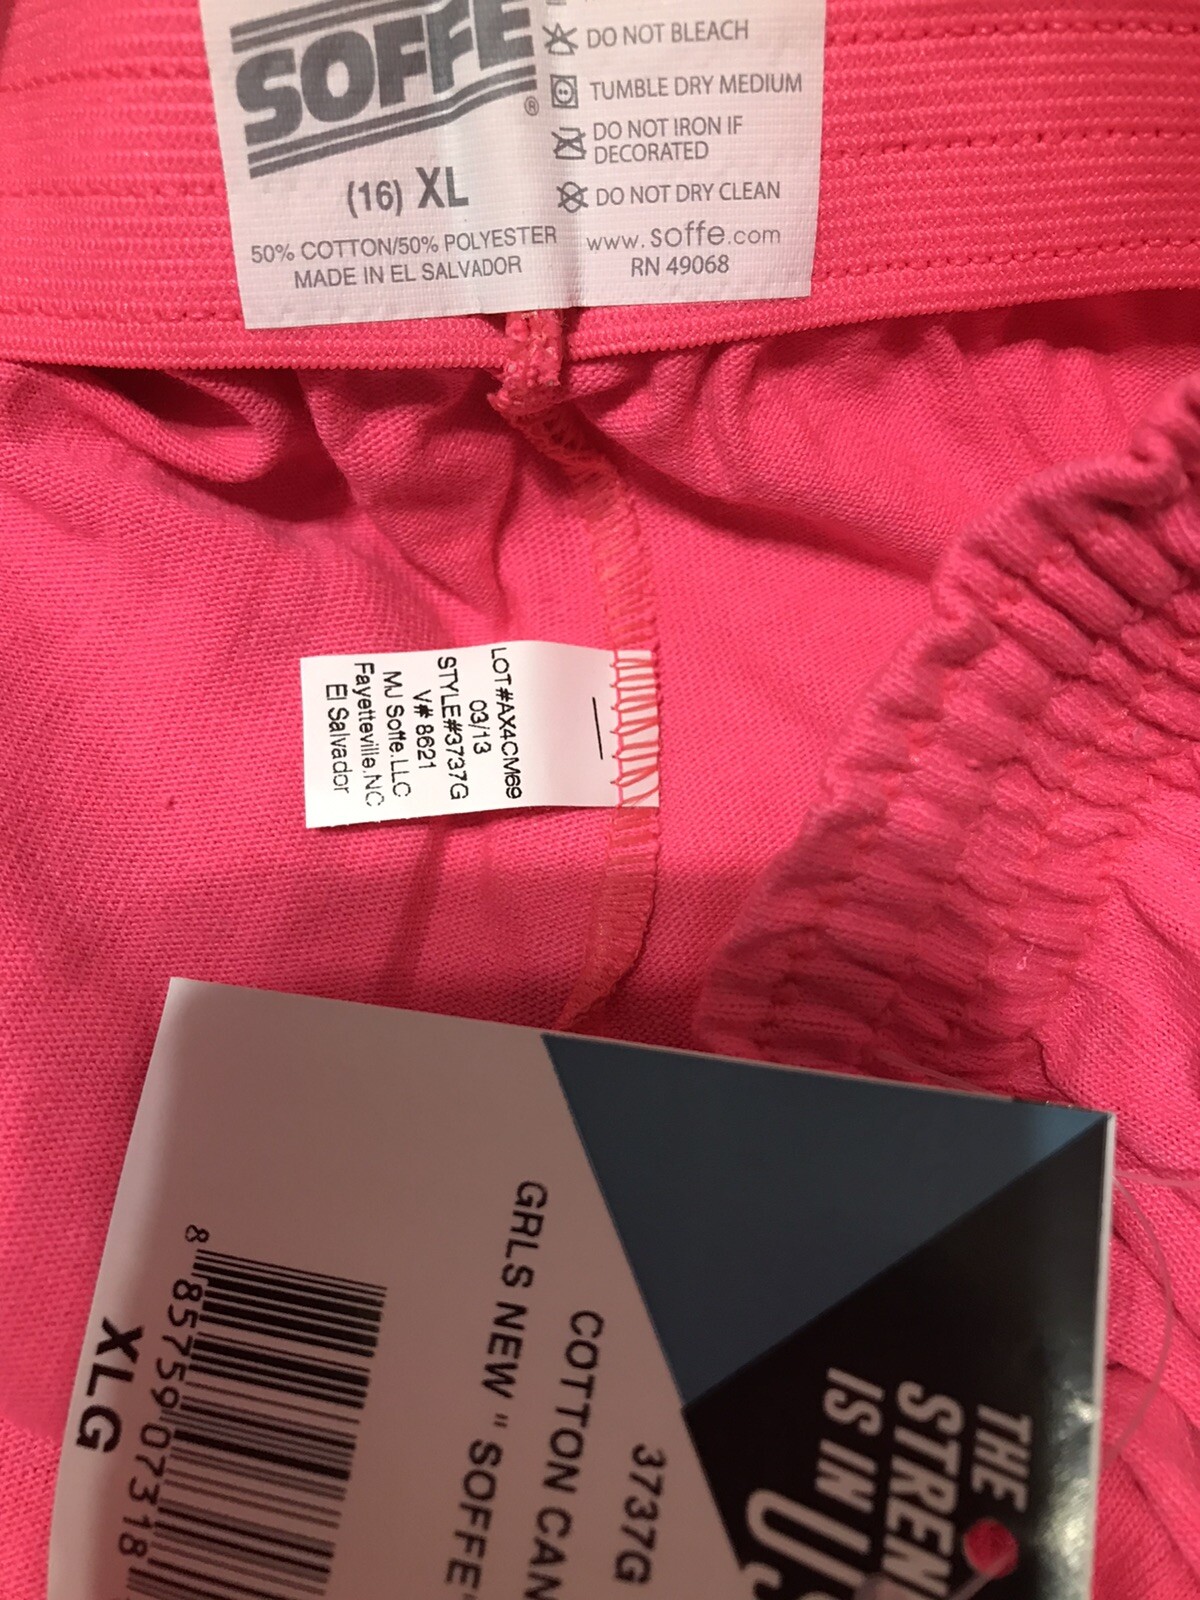 SOFFE
®
(16) XL
50% COTTON/50% POLYESTER
MADE IN EL SALVADOR
DO NOT BLEACH
TUMBLE DRY MEDIUM
DO NOT IRON IF
DECORATED
DO NOT DRY CLEAN
www.soffe.com
RN 49068
LOT#AX4CM69
03/13
STYLE#3737G
V# 8621
MJ Soffe.LLC
Fayetteville.NC
El Salvador
THE
STREN
IS IN
3737G
COTTON CAN
GRLS NEW " SOFFE
8 85759 07318
XLG